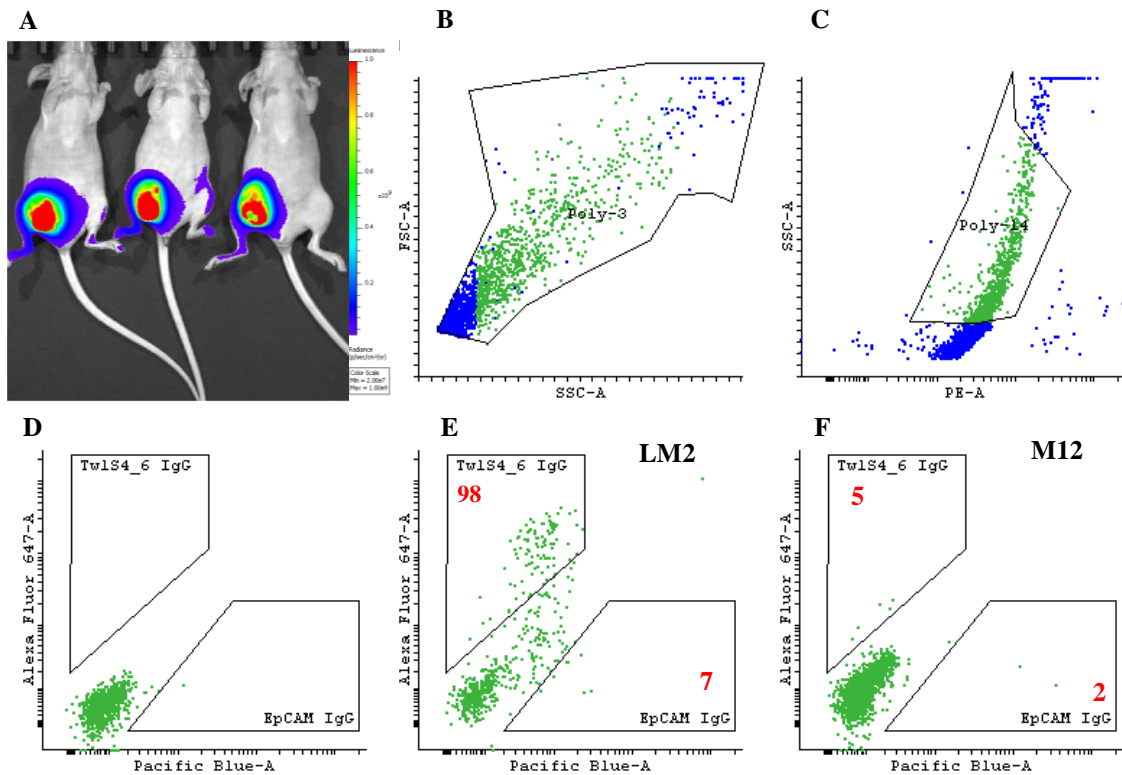 A
B
C
Luminescence
1.0
0.8
0.6
x10⁹
0.4
0.2
Radiance
(p/sec/cm²/sr)
Color Scale
Min = 2.00e7
Max = 1.00e9
FSC-A
Poly-3
SSC-A
SSC-A
Poly-14
PE-A
D
E
F
LM2
M12
Alexa Fluor 647-A
TwlS4_6 IgG
EpCAM IgG
Pacific Blue-A
Alexa Fluor 647-A
TwlS4_6 IgG
98
7
EpCAM IgG
Pacific Blue-A
Alexa Fluor 647-A
TwlS4_6 IgG
5
2
EpCAM IgG
Pacific Blue-A